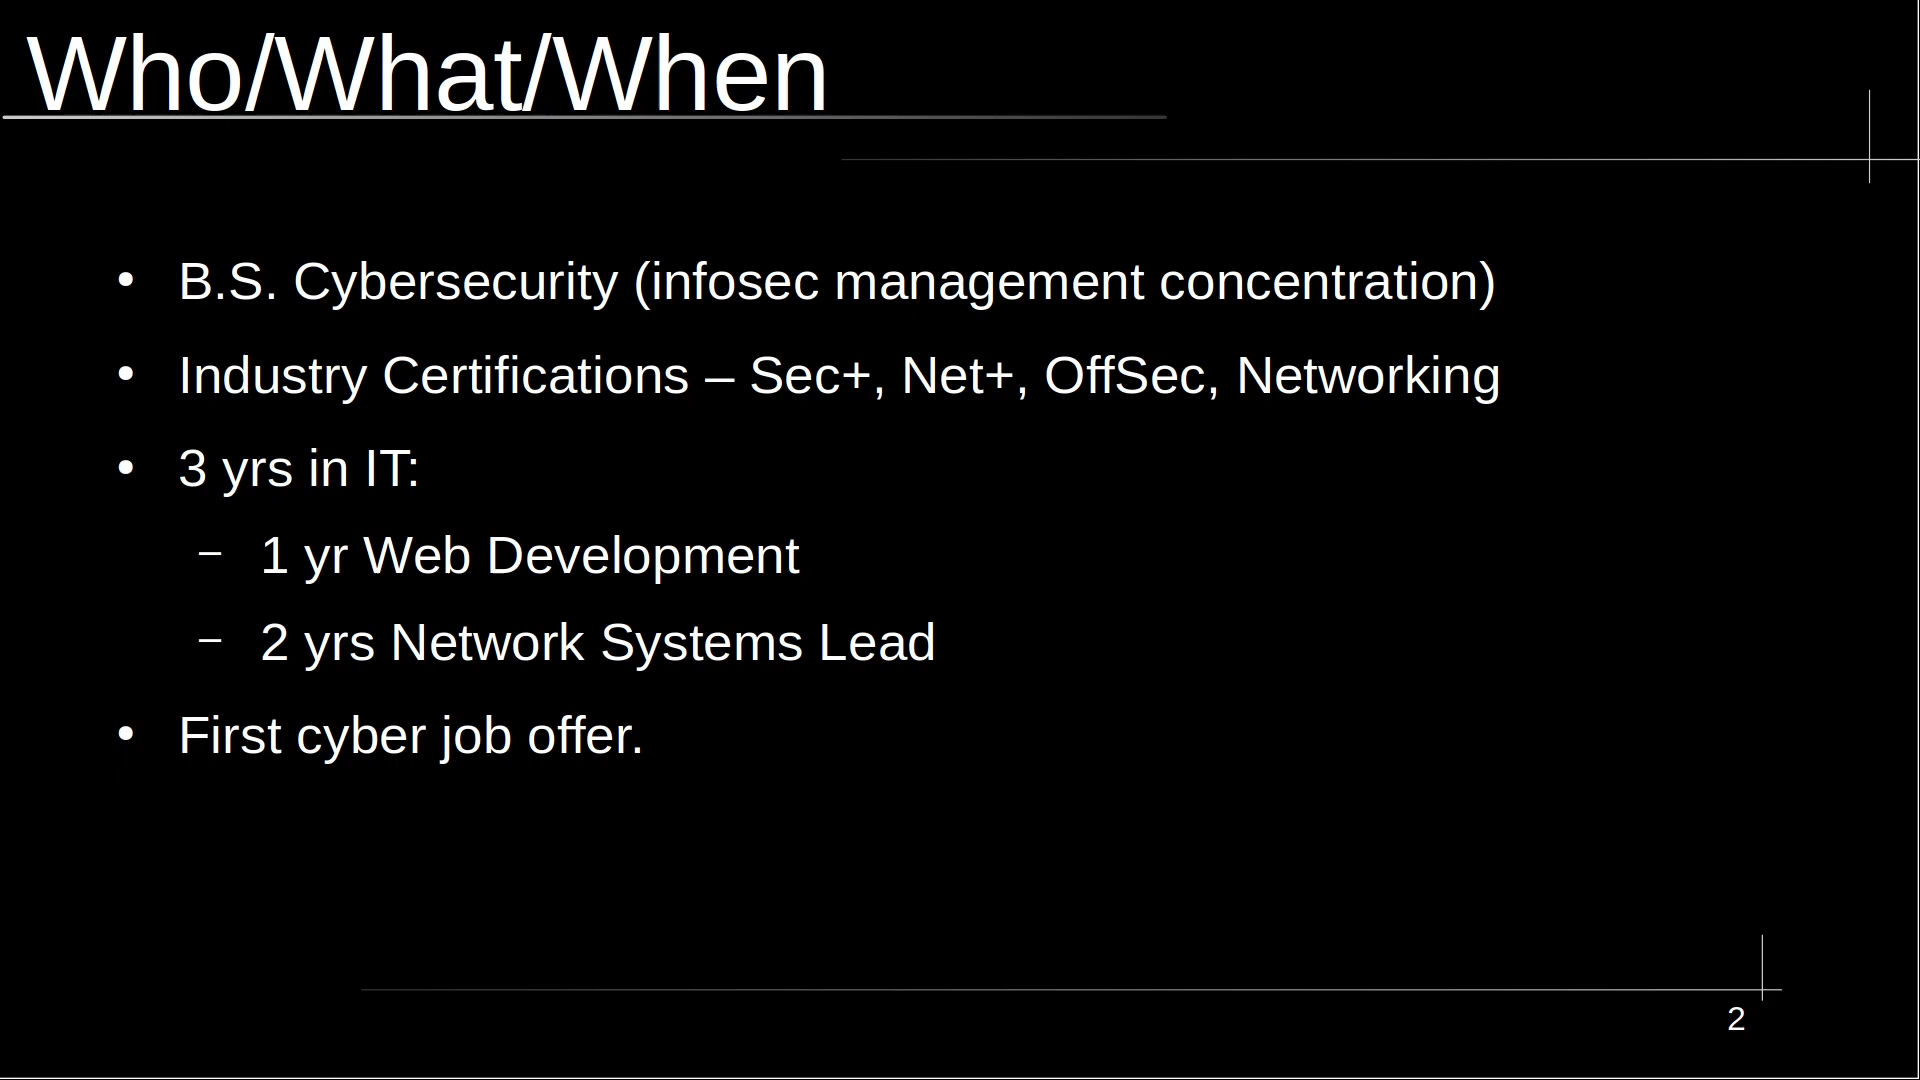 Who/What/When
• B.S. Cybersecurity (infosec management concentration)
• Industry Certifications – Sec+, Net+, OffSec, Networking
• 3 yrs in IT:
– 1 yr Web Development
– 2 yrs Network Systems Lead
• First cyber job offer.
2